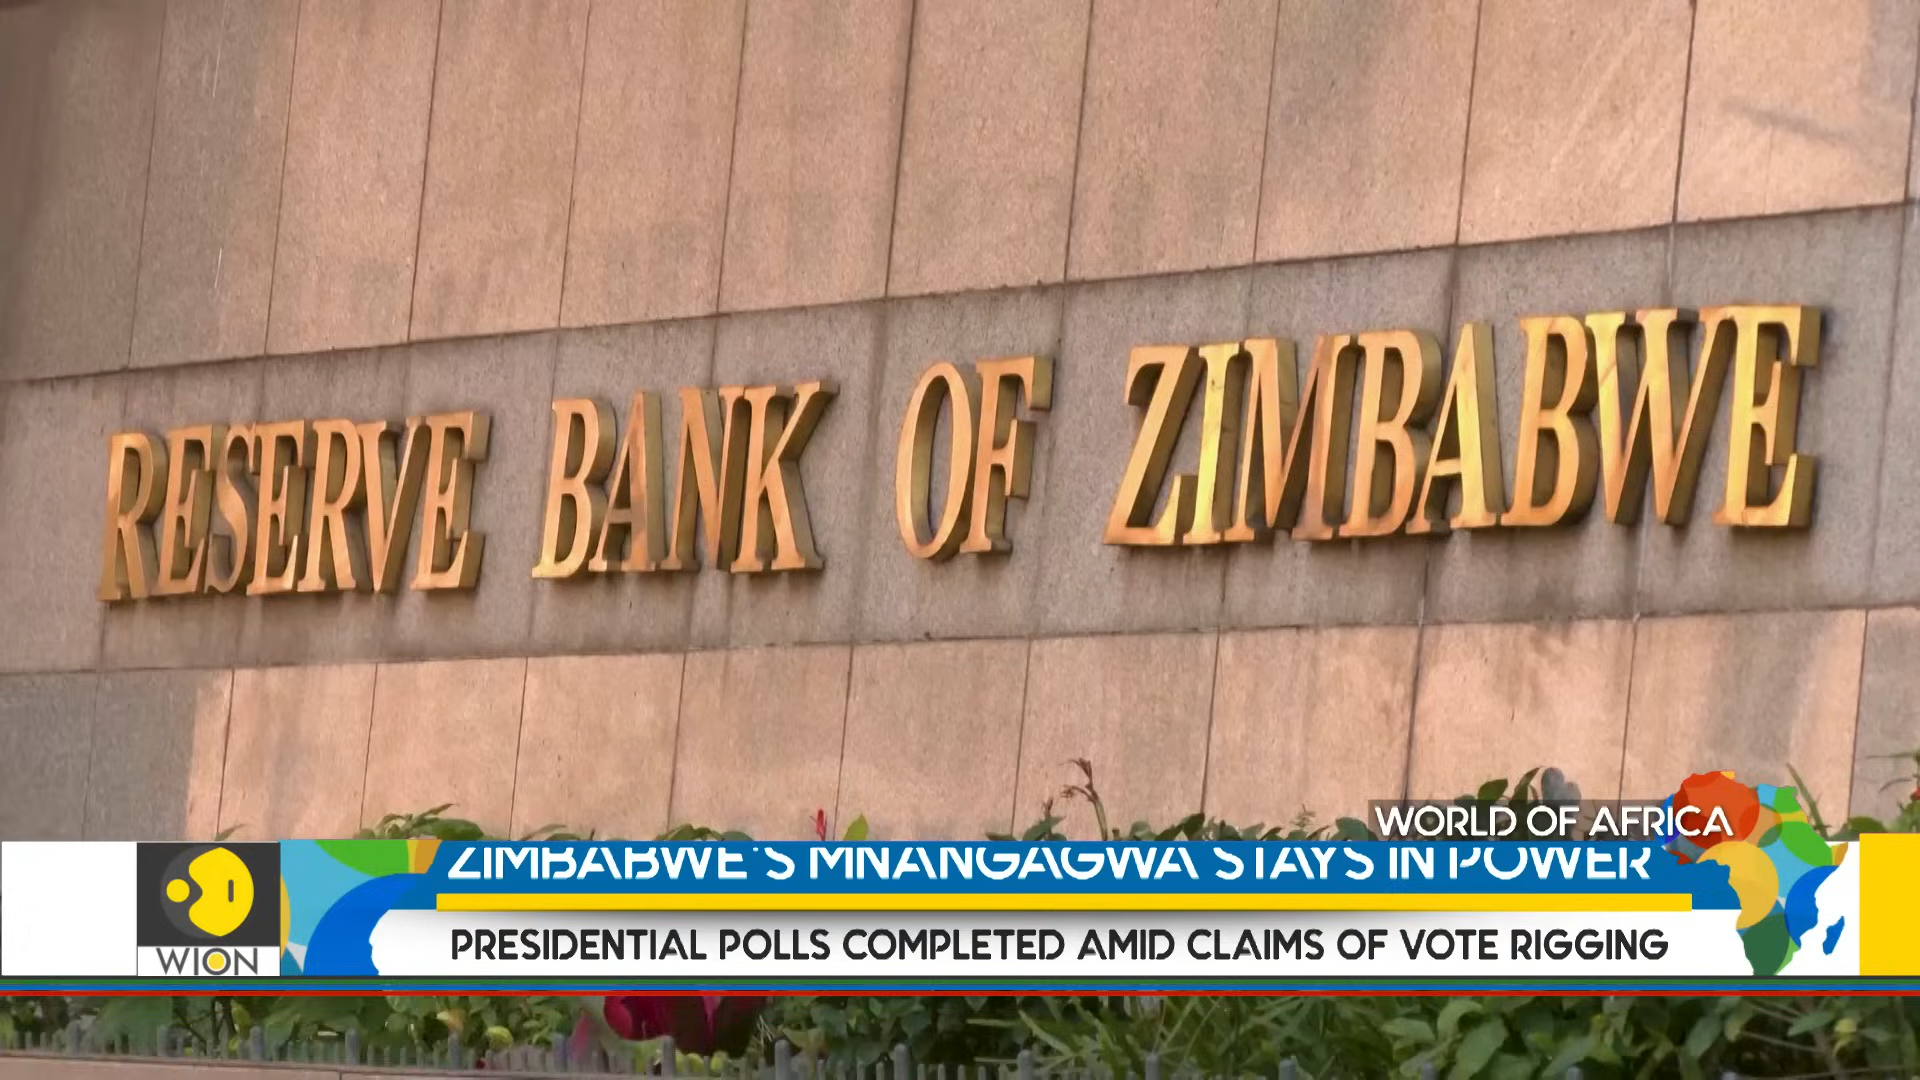 RESERVE BANK OF ZIMBABWE
WORLD OF AFRICA
ZIMBABWE'S MNANGAGWA STAYS IN POWER
PRESIDENTIAL POLLS COMPLETED AMID CLAIMS OF VOTE RIGGING
WION